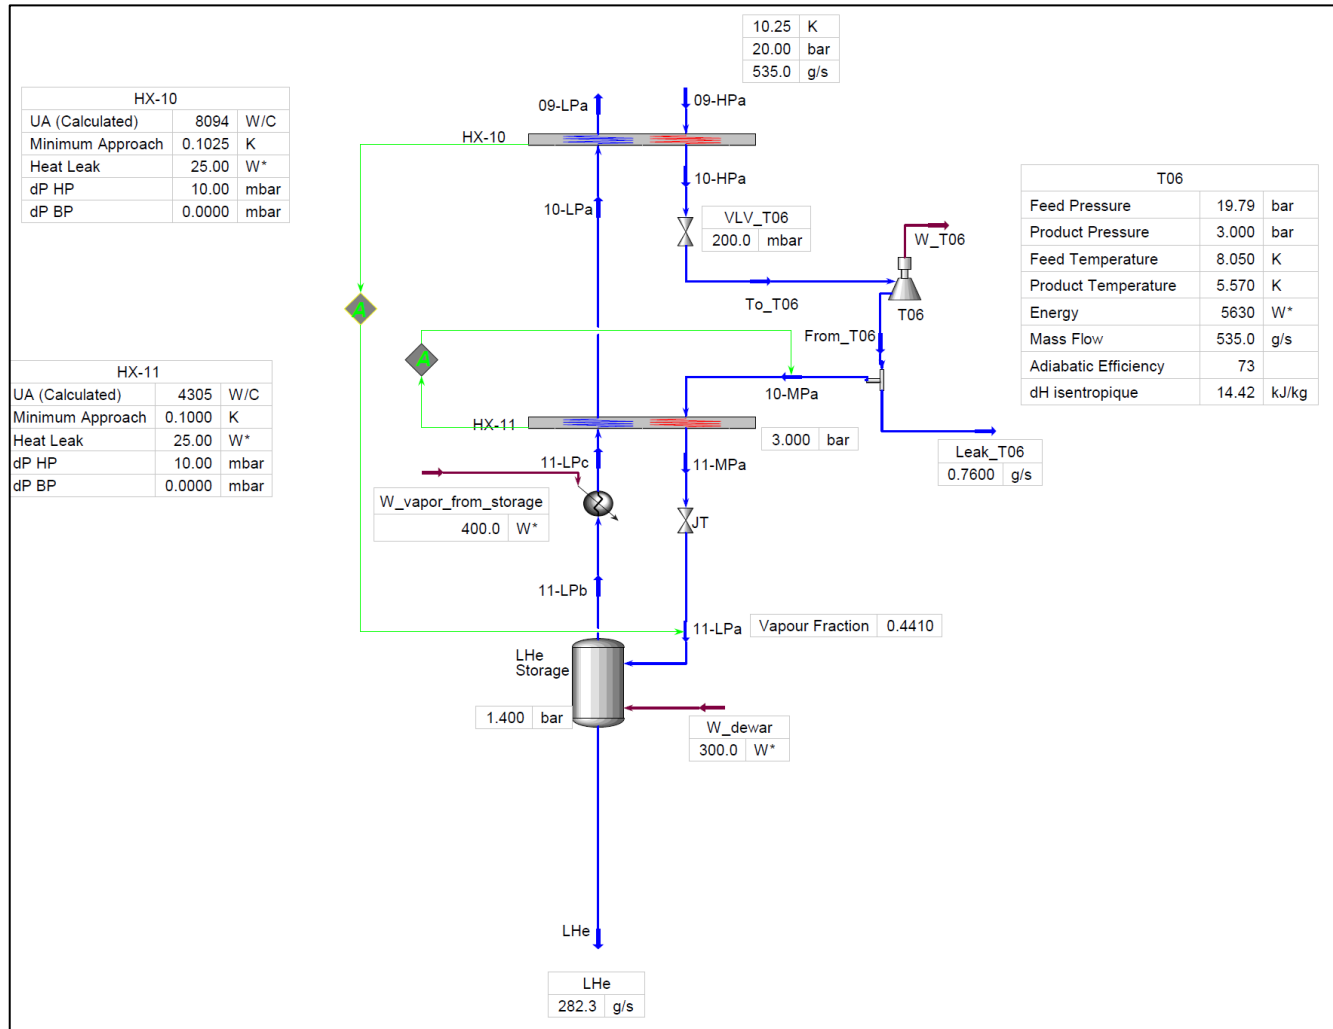 10.25 K
20.00 bar
535.0 g/s
HX-10
UA (Calculated) 8094 W/C
Minimum Approach 0.1025 K
Heat Leak 25.00 W*
dP HP 10.00 mbar
dP BP 0.0000 mbar
09-LPa
09-HPa
HX-10
10-HPa
10-LPa
VLV_T06
200.0 mbar
W_T06
To_T06
T06
T06
Feed Pressure 19.79 bar
Product Pressure 3.000 bar
Feed Temperature 8.050 K
Product Temperature 5.570 K
Energy 5630 W*
Mass Flow 535.0 g/s
Adiabatic Efficiency 73
dH isentropique 14.42 kJ/kg
A
A
From_T06
10-MPa
HX-11
UA (Calculated) 4305 W/C
Minimum Approach 0.1000 K
Heat Leak 25.00 W*
dP HP 10.00 mbar
dP BP 0.0000 mbar
HX-11
3.000 bar
Leak_T06
0.7600 g/s
11-LPc
11-MPa
W_vapor_from_storage
400.0 W*
JT
11-LPb
11-LPa
Vapour Fraction 0.4410
LHe
Storage
1.400 bar
W_dewar
300.0 W*
LHe
LHe
282.3 g/s